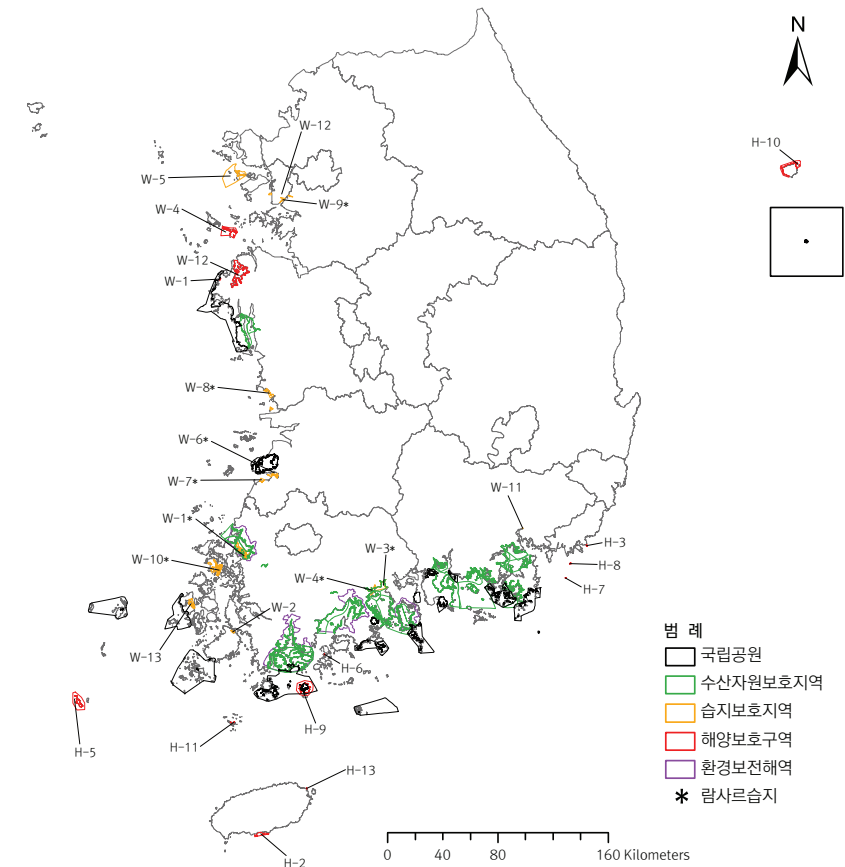 N
W-12
H-10
W-5
W-9*
W-4
W-12
W-1
W-8*
W-6*
W-7*
W-11
W-1*
H-3
W-3*
W-10*
H-8
W-4*
H-7
W-2
W-13
H-6
H-9
H-5
H-11
H-13
H-2
범 례
국립공원
수산자원보호지역
습지보호지역
해양보호구역
환경보전해역
* 람사르습지
0 40 80 160 Kilometers